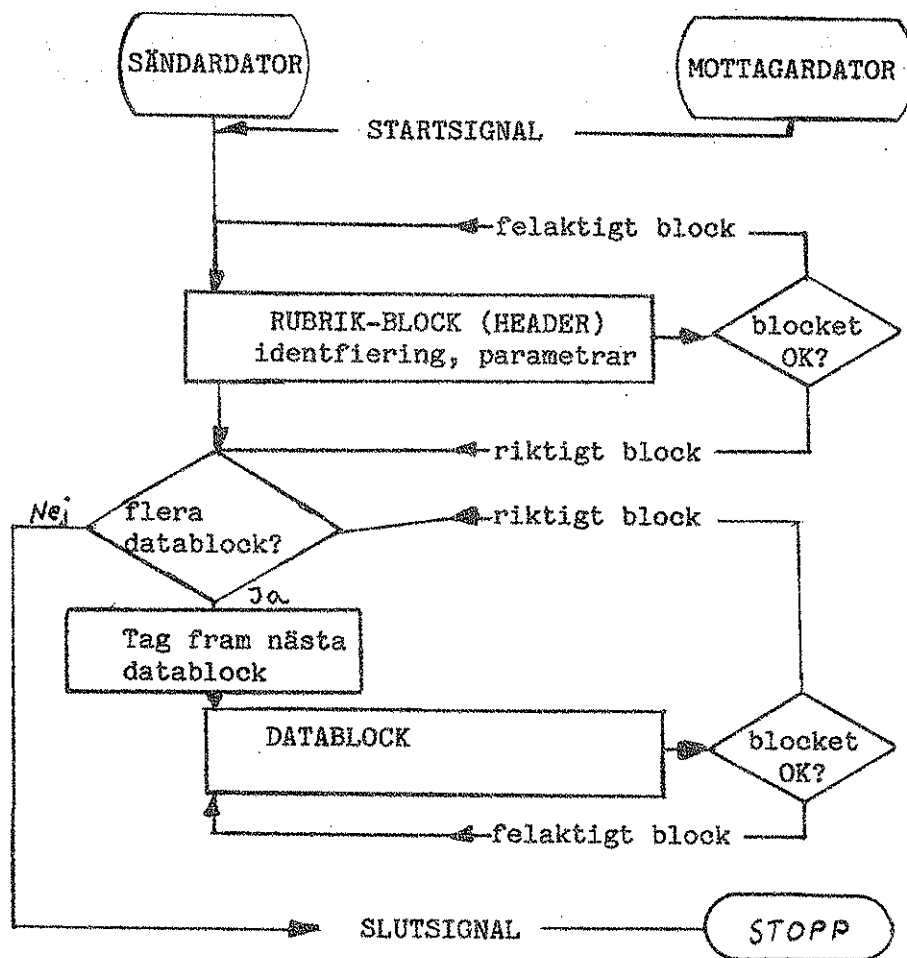 SÄNDARDATOR
MOTTAGARDATOR
STARTSIGNAL
felaktigt block
RUBRIK-BLOCK (HEADER)
identfiering, parametrar
blocket
OK?
riktigt block
Nej
flera
datablock?
riktigt block
Ja
Tag fram nästa
datablock
DATABLOCK
blocket
OK?
felaktigt block
SLUTSIGNAL
STOPP